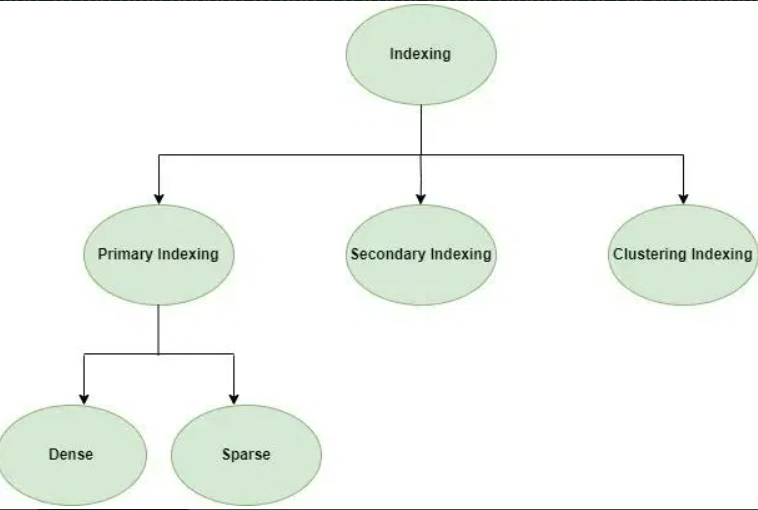 Indexing
Primary Indexing
Secondary Indexing
Clustering Indexing
Dense
Sparse